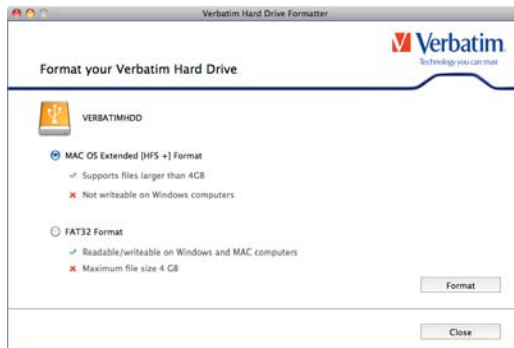 Verbatim Hard Drive Formatter
Verbatim
Technology you can trust
Format your Verbatim Hard Drive
VERBATIMHDD
MAC OS Extended [HFS +] Format
Supports files larger than 4GB
Not writeable on Windows computers
FAT32 Format
Readable/writeable on Windows and MAC computers
Maximum file size 4 GB
Format
Close